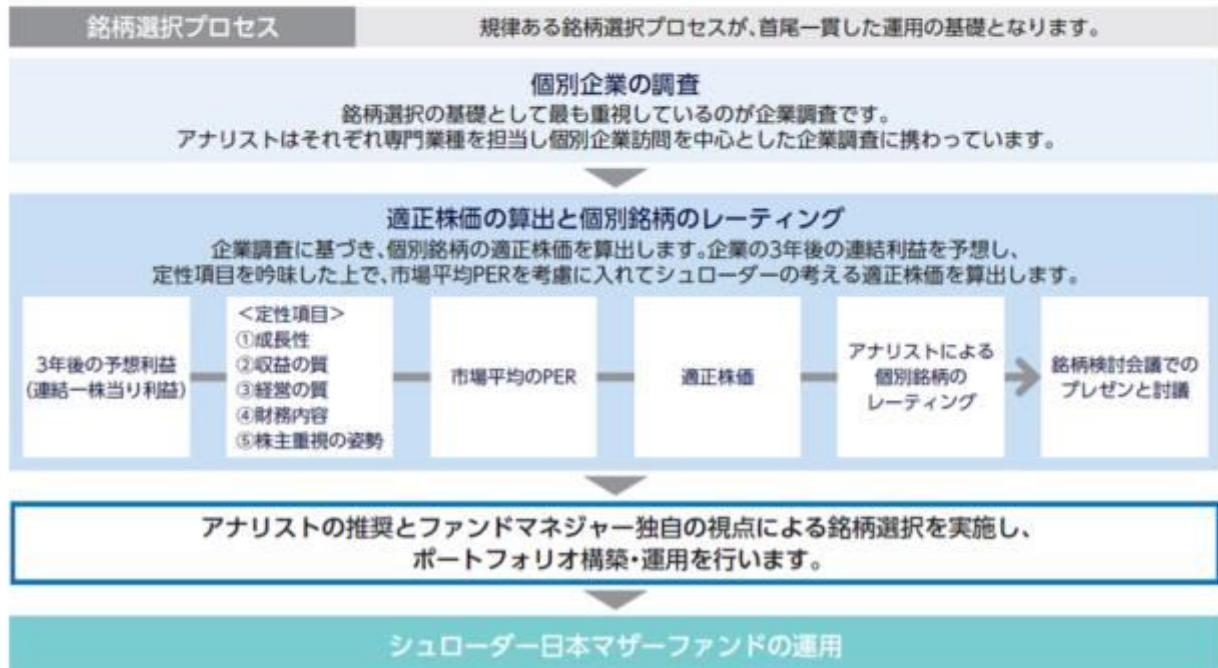 銘柄選択プロセス
規律ある銘柄選択プロセスが、首尾一貫した運用の基礎となります。
個別企業の調査
銘柄選択の基礎として最も重視しているのが企業調査です。
アナリストはそれぞれ専門業種を担当し個別企業訪問を中心とした企業調査に携わっています。
適正株価の算出と個別銘柄のレーティング
企業調査に基づき、個別銘柄の適正株価を算出します。企業の3年後の連結利益を予想し、
定性項目を吟味した上で、市場平均PERを考慮に入れてシュローダーの考える適正株価を算出します。
3年後の予想利益
(連結一株当り利益)
<定性項目>
①成長性
②収益の質
③経営の質
④財務内容
⑤株主重視の姿勢
市場平均のPER
適正株価
アナリストによる
個別銘柄の
レーティング
銘柄検討会議での
プレゼンと討議
アナリストの推奨とファンドマネジャー独自の視点による銘柄選択を実施し、
ポートフォリオ構築・運用を行います。
シュローダー日本マザーファンドの運用